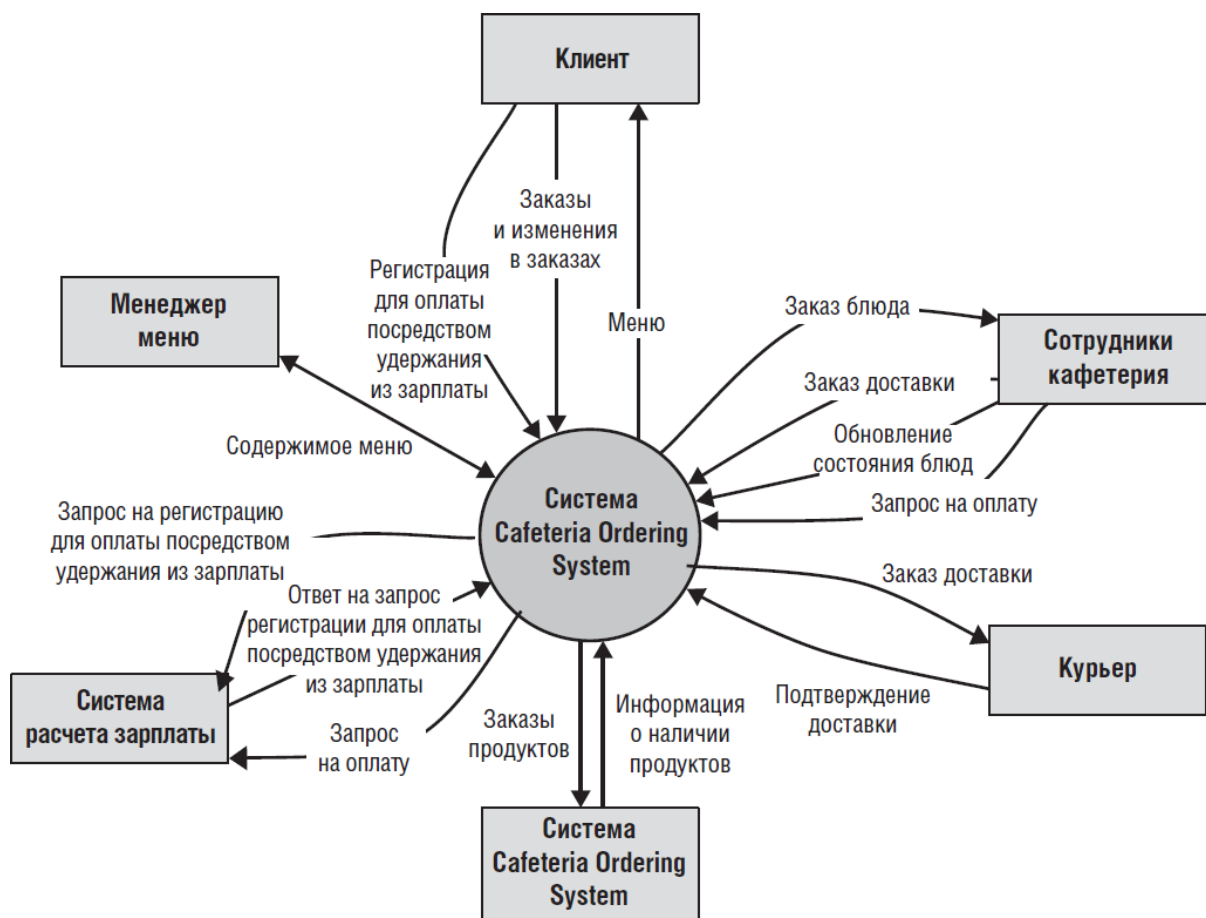 Клиент
Заказы
и изменения
в заказах
Регистрация
для оплаты
посредством
удержания
из зарплаты
Меню
Менеджер
меню
Заказ блюда
Сотрудники
кафетерия
Заказ доставки
Содержимое меню
Обновление
состояния блюд
Запрос на оплату
Система
Cafeteria Ordering
System
Запрос на регистрацию
для оплаты посредством
удержания из зарплаты
Заказ доставки
Ответ на запрос
регистрации для оплаты
посредством удержания
из зарплаты
Курьер
Подтверждение
доставки
Система
расчета зарплаты
Запрос
на оплату
Заказы
продуктов
Информация
о наличии
продуктов
Система
Cafeteria Ordering
System